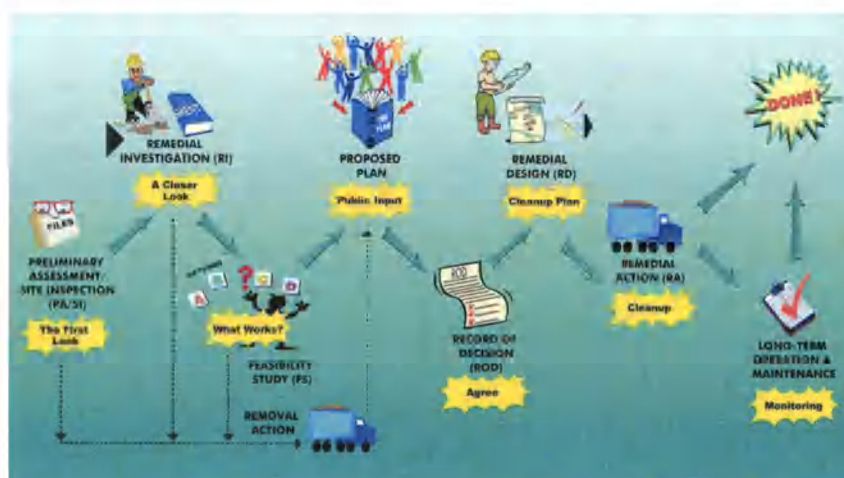 FILES
PRELIMINARY
ASSESSMENT/
SITE INSPECTION
(PA/SI)
The First
Look
REMEDIAL
INVESTIGATION (RI)
A Closer
Look
What Works?
FEASIBILITY
STUDY (FS)
REMOVAL
ACTION
PROPOSED
PLAN
Public Input
ROD
RECORD OF
DECISION
(ROD)
Agree
REMEDIAL
DESIGN (RD)
Cleanup Plan
REMEDIAL
ACTION (RA)
Cleanup
LONG-TERM
OPERATION &
MAINTENANCE
Monitoring
DONE!